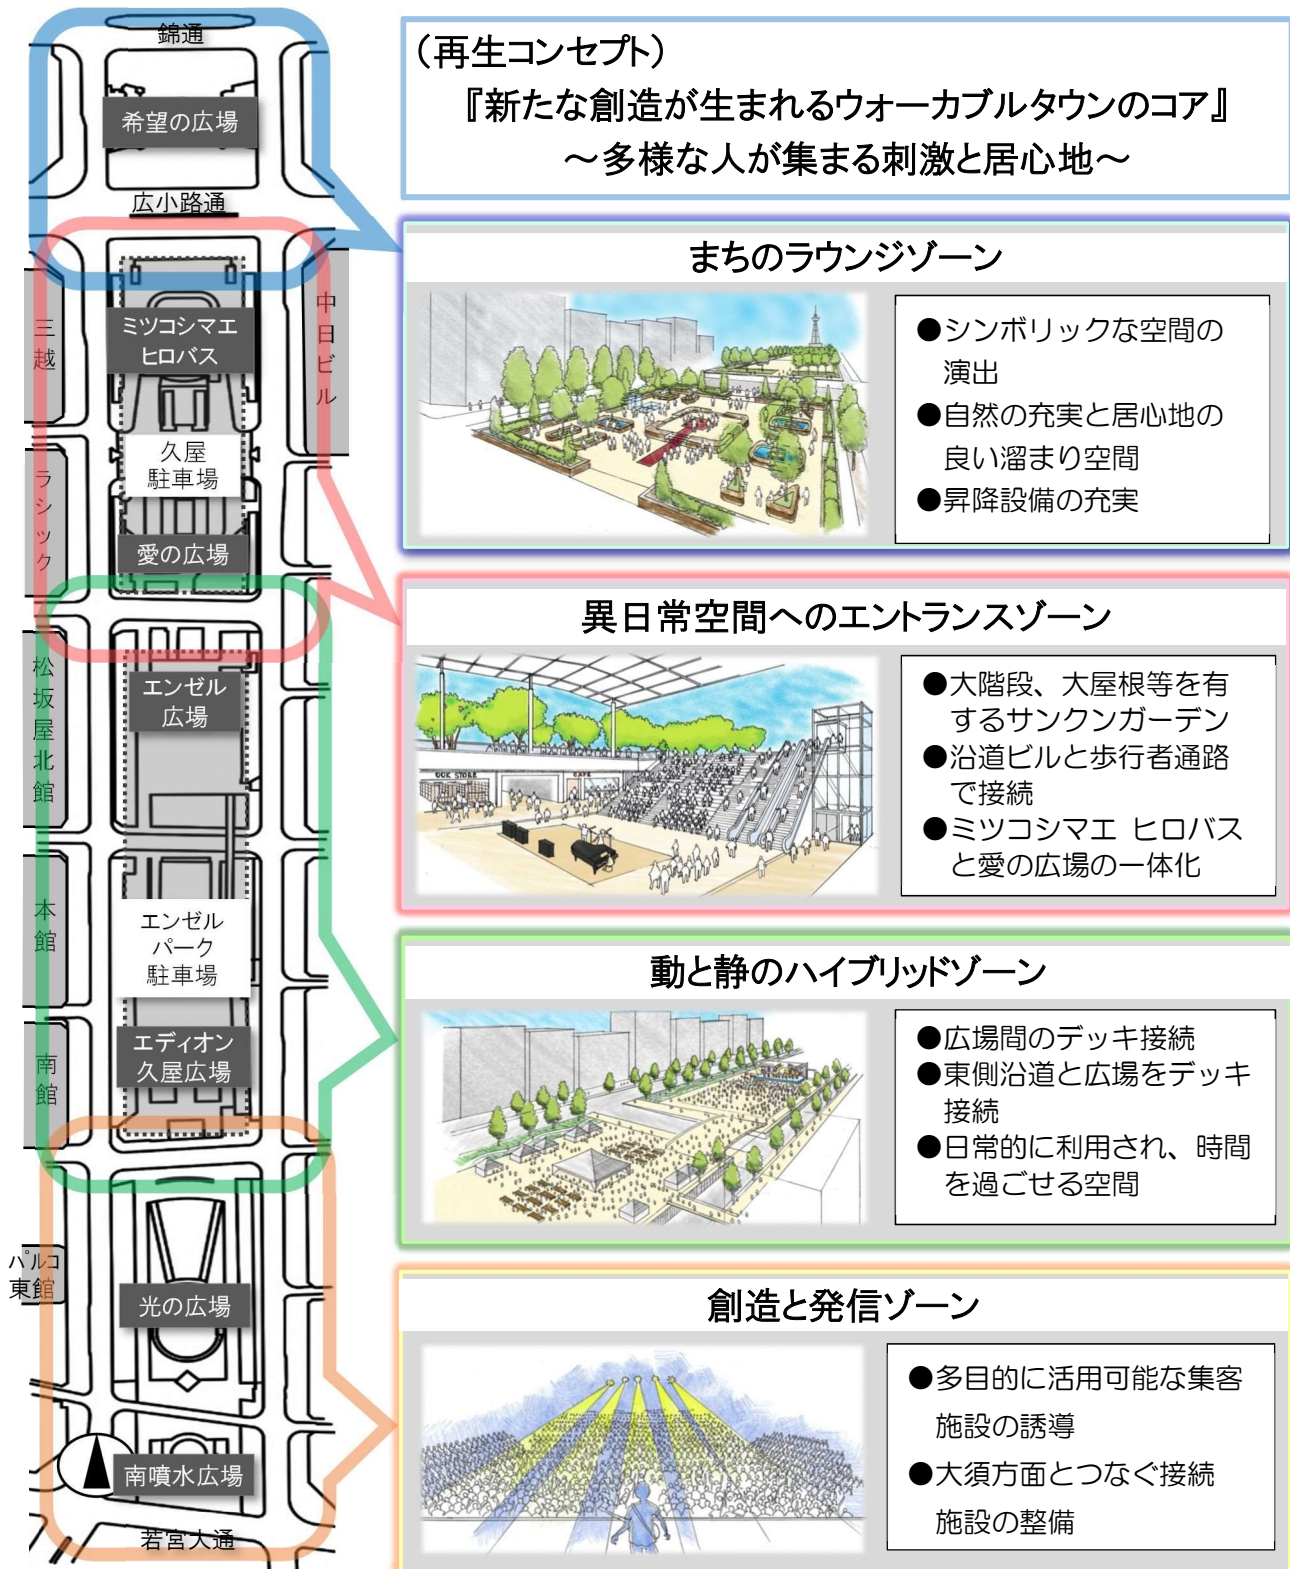 錦通
希望の広場
広小路通
三越
ミツコシマエ
ヒロバス
中日ビル
久屋
駐車場
ラシック
愛の広場
松坂屋北館
エンゼル
広場
本館
エンゼル
パーク
駐車場
南館
エディオン
久屋広場
パルコ
東館
光の広場
南噴水広場
若宮大通
（再生コンセプト）
『新たな創造が生まれるウォーカブルタウンのコア』
～多様な人が集まる刺激と居心地～
まちのラウンジゾーン
●シンボリックな空間の
演出
●自然の充実と居心地の
良い溜まり空間
●昇降設備の充実
異日常空間へのエントランスゾーン
OOK STORE
CAFE
●大階段、大屋根等を有
するサンクンガーデン
●沿道ビルと歩行者通路
で接続
●ミツコシマエ ヒロバス
と愛の広場の一体化
動と静のハイブリッドゾーン
●広場間のデッキ接続
●東側沿道と広場をデッキ
接続
●日常的に利用され、時間
を過ごせる空間
創造と発信ゾーン
●多目的に活用可能な集客
施設の誘導
●大須方面とつなぐ接続
施設の整備